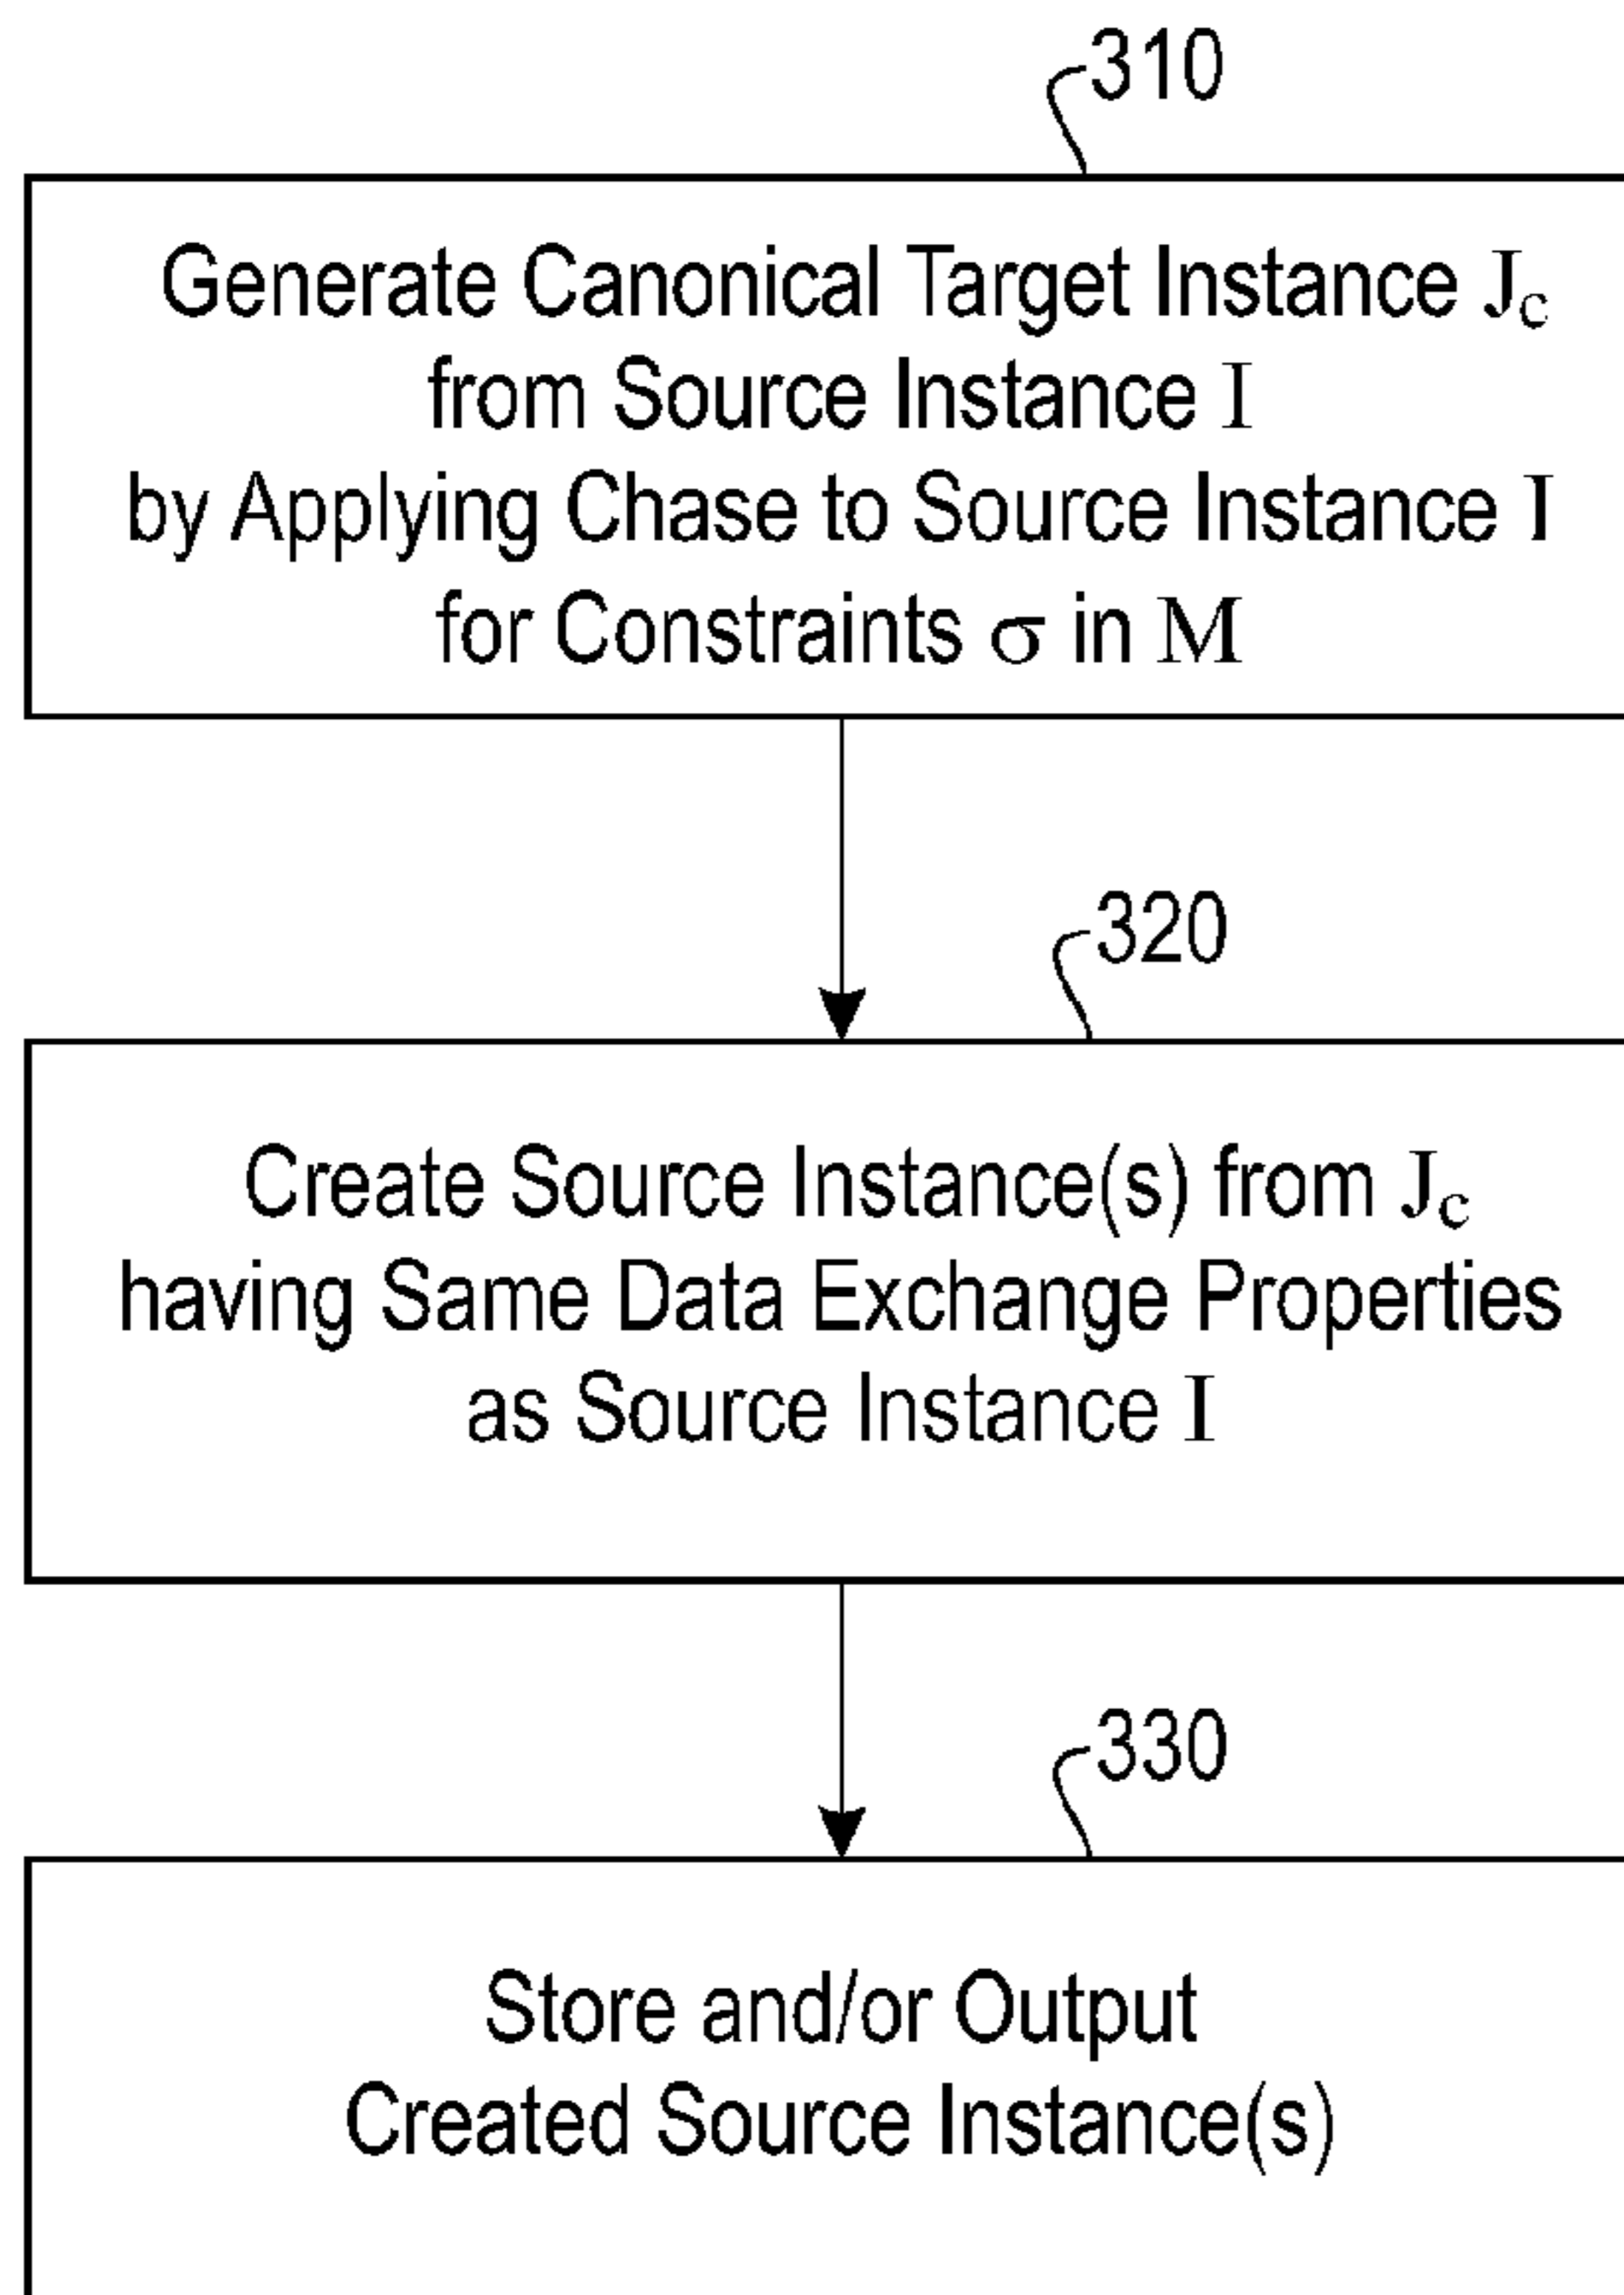 310
Generate Canonical Target Instance Jc
from Source Instance I
by Applying Chase to Source Instance I
for Constraints σ in M
320
Create Source Instance(s) from Jc
having Same Data Exchange Properties
as Source Instance I
330
Store and/or Output
Created Source Instance(s)